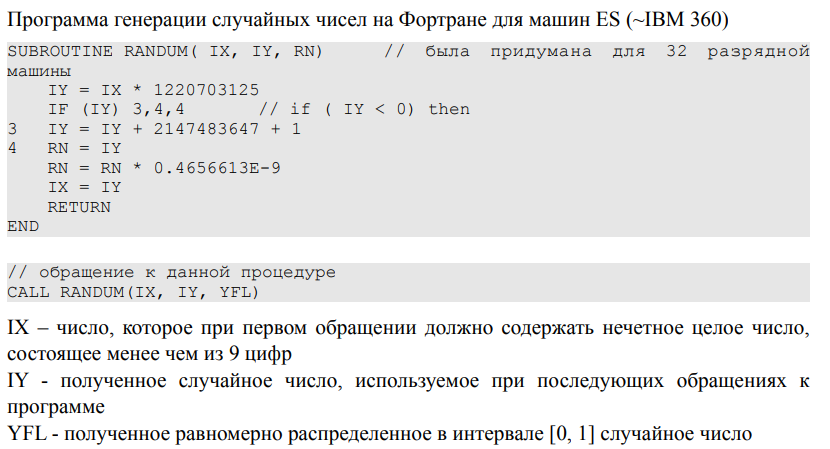 Программа генерации случайных чисел на Фортране для машин ES (~IBM 360)
SUBROUTINE RANDUM( IX, IY, RN) // была придумана для 32 разрядной
машины
IY = IX * 1220703125
IF (IY) 3,4,4 // if ( IY < 0) then
3 IY = IY + 2147483647 + 1
4 RN = IY
RN = RN * 0.4656613E-9
IX = IY
RETURN
END
// обращение к данной процедуре
CALL RANDUM(IX, IY, YFL)
IX – число, которое при первом обращении должно содержать нечетное целое число,
состоящее менее чем из 9 цифр
IY - полученное случайное число, используемое при последующих обращениях к
программе
YFL - полученное равномерно распределенное в интервале [0, 1] случайное число